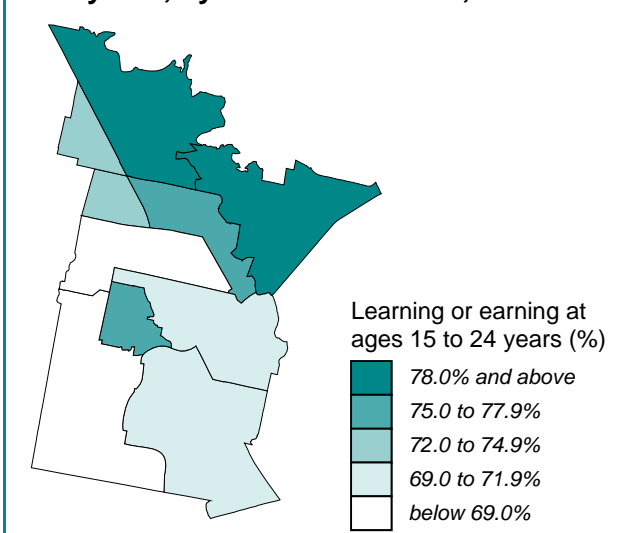 Learning or earning at
ages 15 to 24 years (%)
78.0% and above
75.0 to 77.9%
72.0 to 74.9%
69.0 to 71.9%
below 69.0%